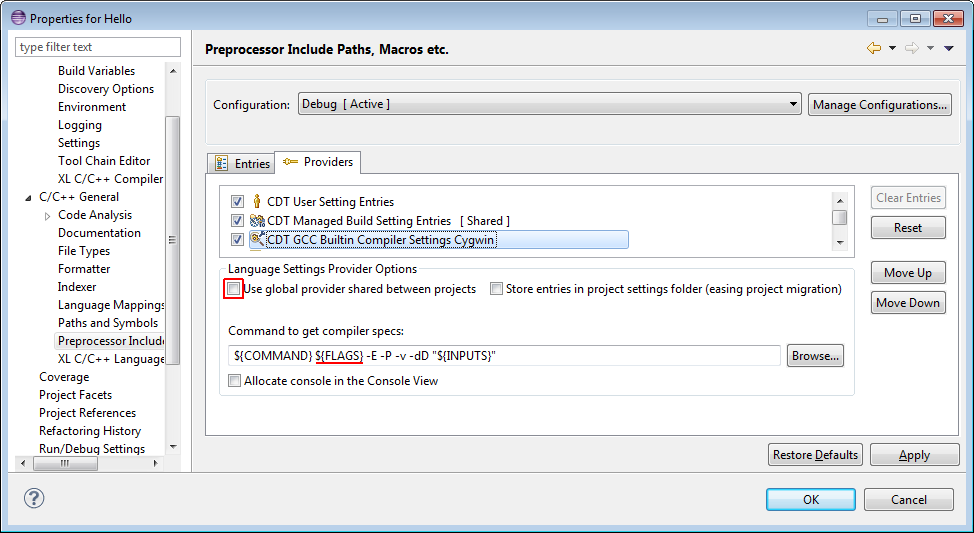 Properties for Hello
type filter text
Build Variables
Discovery Options
Environment
Logging
Settings
Tool Chain Editor
XL C/C++ Compiler
C/C++ General
Code Analysis
Documentation
File Types
Formatter
Indexer
Language Mappings
Paths and Symbols
Preprocessor Include
XL C/C++ Language
Coverage
Project Facets
Project References
Refactoring History
Run/Debug Settings
Preprocessor Include Paths, Macros etc.
Configuration:
Debug [ Active ]
Manage Configurations...
Entries
Providers
CDT User Setting Entries
CDT Managed Build Setting Entries [ Shared ]
CDT GCC Builtin Compiler Settings Cygwin
Clear Entries
Reset
Move Up
Move Down
Language Settings Provider Options
Use global provider shared between projects
Store entries in project settings folder (easing project migration)
Command to get compiler specs:
${COMMAND} ${FLAGS} -E -P -v -dD "${INPUTS}"
Browse...
Allocate console in the Console View
Restore Defaults
Apply
OK
Cancel